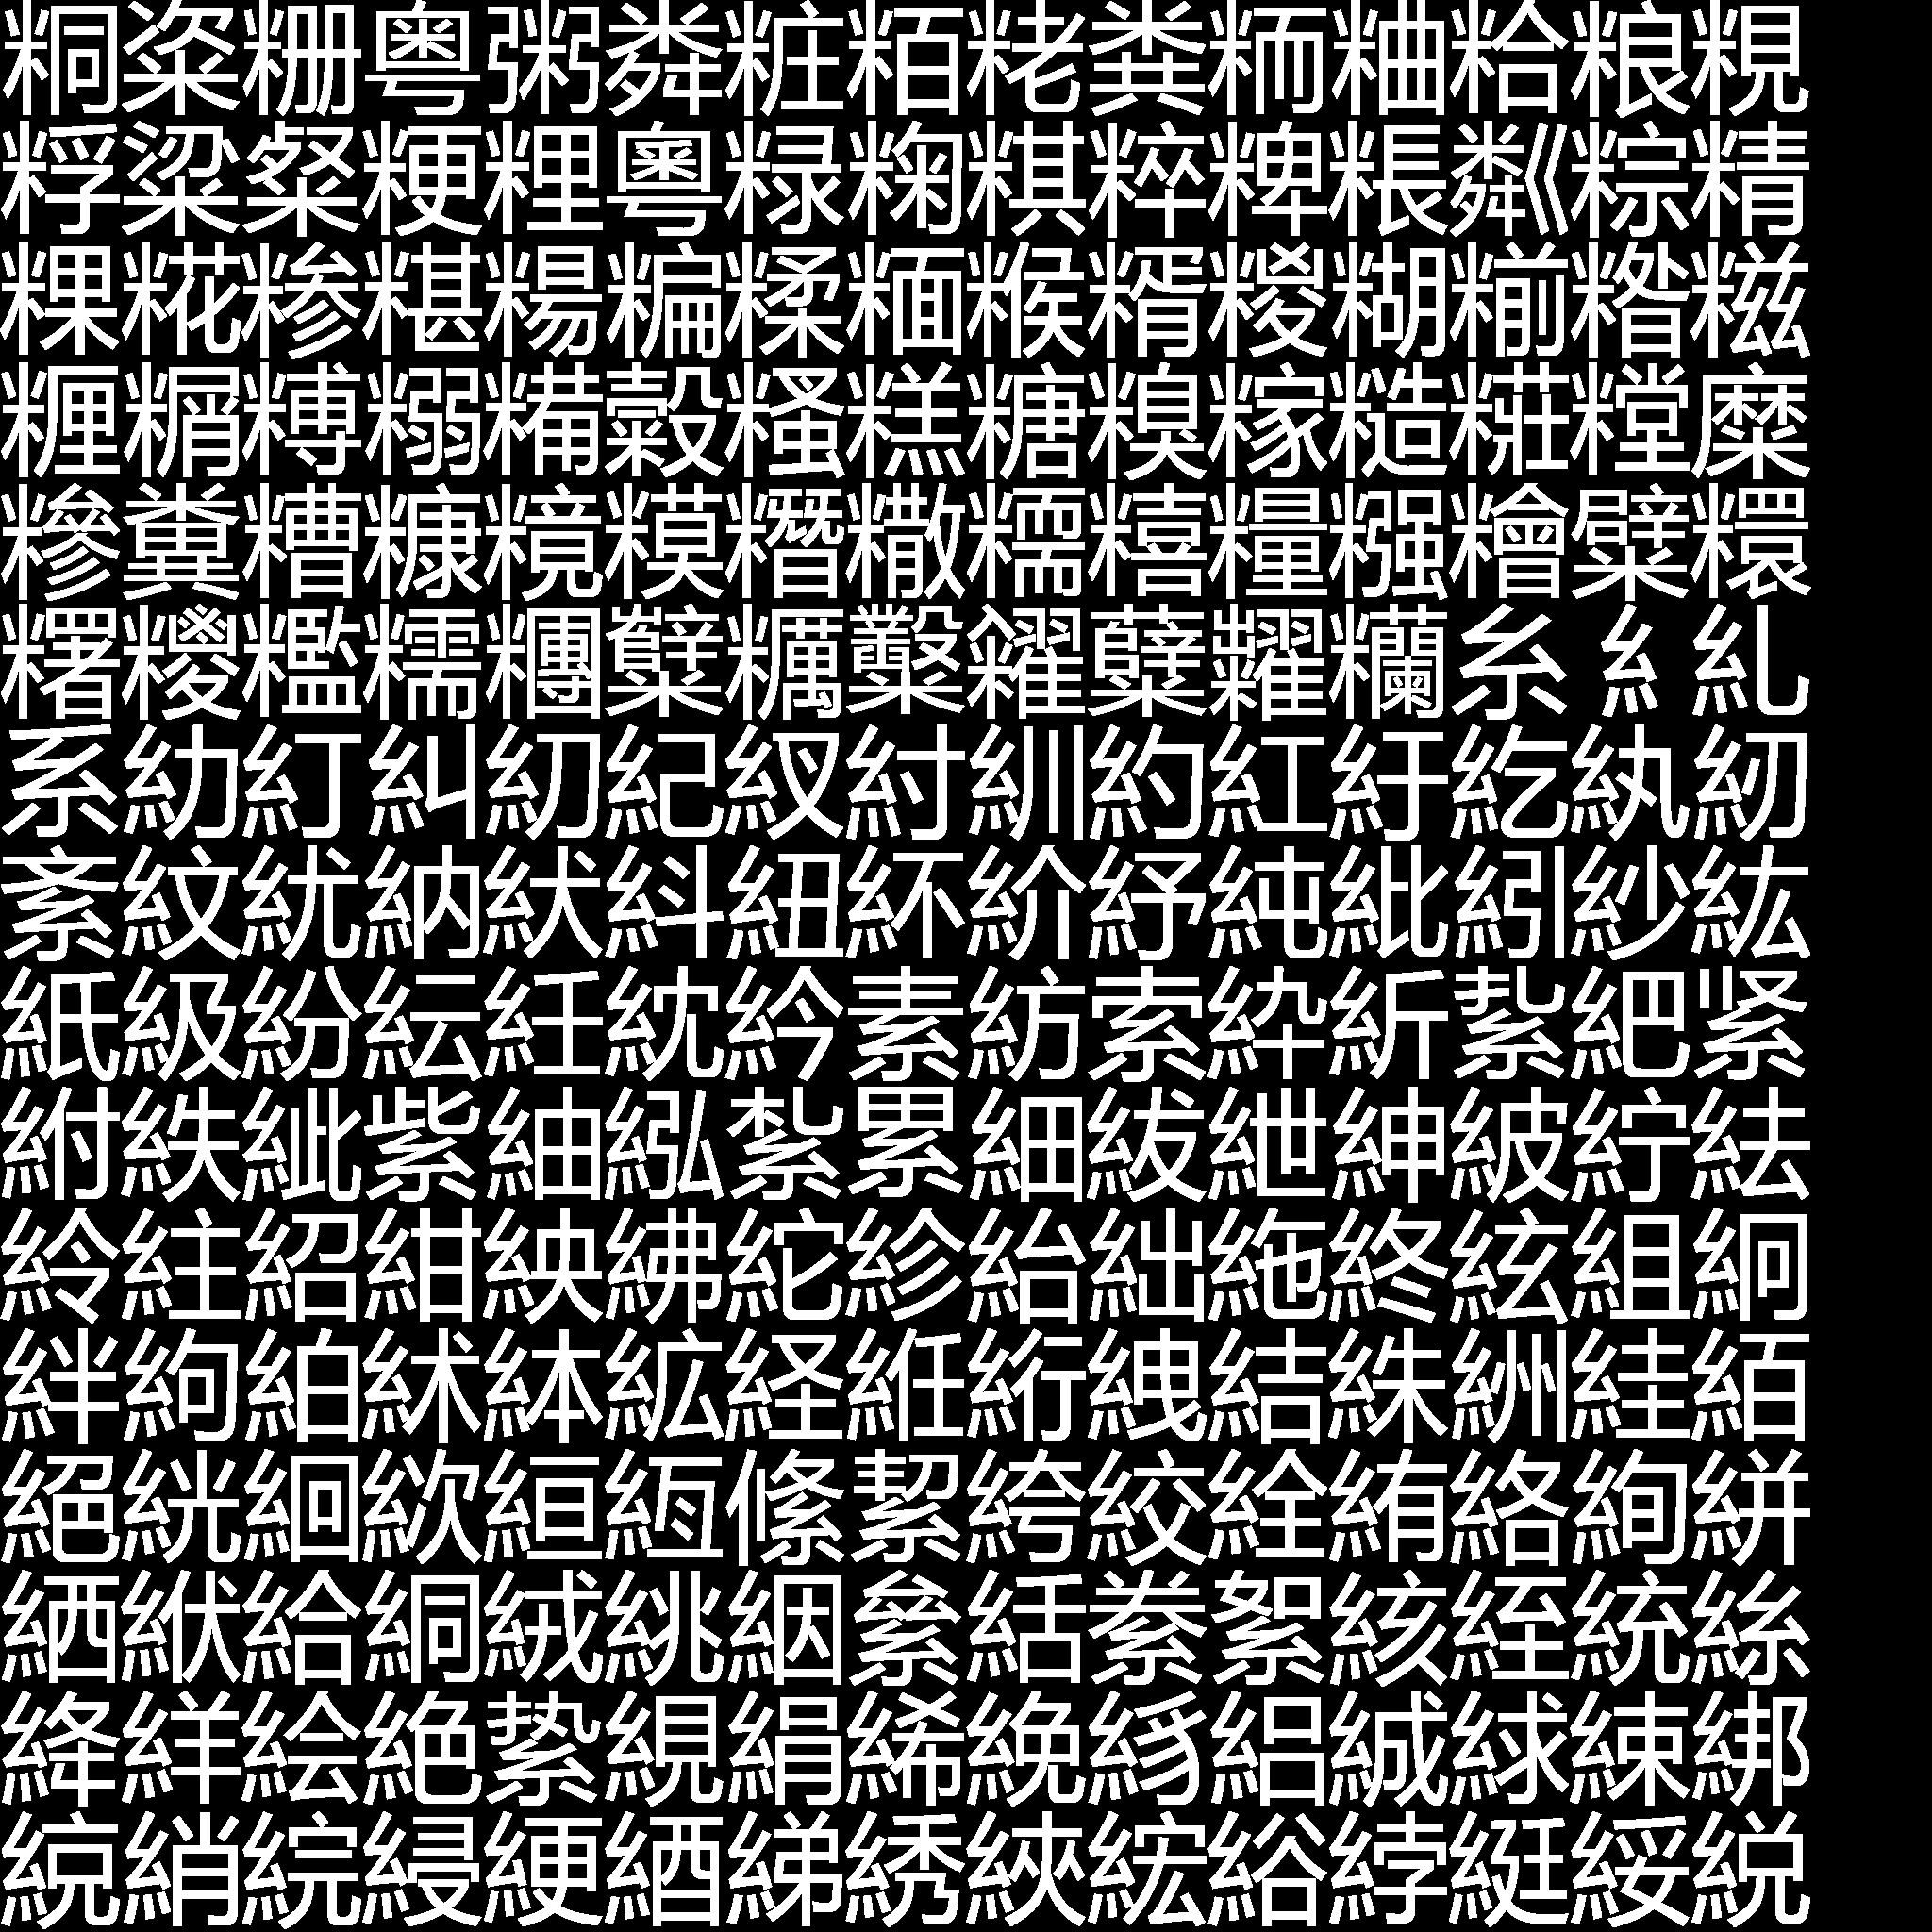 粡粢粣粤粥粦粧粨粩粪粫粬粭粮粯
粰粱粲粳粴粵粶粷粸粹粺粻粼粽精
粿糀糁糂糃糄糅糆糇糈糉糊糋糌糍
糎糏糐糑糒糓糔糕糖糗糘糙糚糛糜
糝糞糟糠糡糢糣糤糥糦糧糨糩糪糫
糬糭糮糯糰糱糲糳糴糵糶糷糸糹糺
系糼糽糾糿紀紁紂紃約紅紆紇紈紉
紊紋紌納紎紏紐紑紒紓純紕紖紗紘
紙級紛紜紝紞紟素紡索紣紤紥紦紧
紨紩紪紫紬紭紮累細紱紲紳紴紵紶
紷紸紹紺紻紼紽紾紿絀絁終絃組絅
絆絇絈絉絊絋経絍絎絏結絑絒絓絔
絕絖絗絘絙絚絛絜絝絞絟絠絡絢絣
絤絥給絧絨絩絪絫絬絭絮絯絰統絲
絳絴絵絶絷絸絹絺絻絼絽絾絿綀綁
綂綃綄綅綆綇綈綉綊綋綌綍綎綏綐